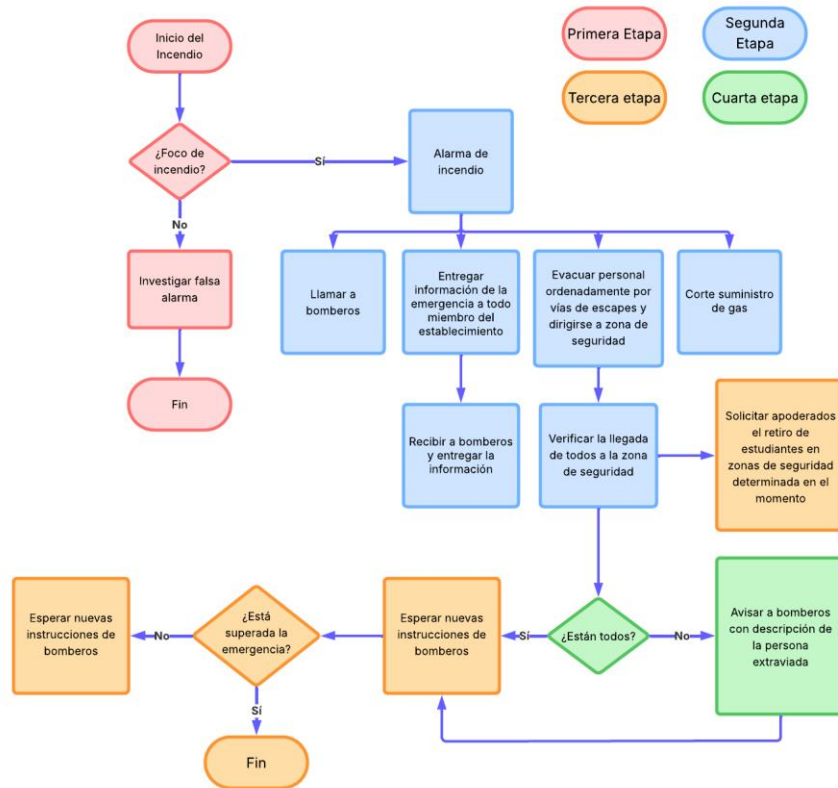 Inicio del
Incendio
Primera Etapa
Segunda
Etapa
Tercera etapa
Cuarta etapa
¿Foco de
incendio?
Sí
Alarma de
incendio
No
Investigar falsa
alarma
Fin
Llamar a
bomberos
Entregar
información de la
emergencia a todo
miembro del
establecimiento
Evacuar personal
ordenadamente por
vías de escapes y
dirigirse a zona de
seguridad
Corte suministro
de gas
Recibir a bomberos
y entregar la
información
Verificar la llegada
de todos a la zona
de seguridad
Solicitar apoderados
el retiro de
estudiantes en
zonas de seguridad
determinada en el
momento
Esperar nuevas
instrucciones de
bomberos
No
¿Está
superada la
emergencia?
Esperar nuevas
instrucciones de
bomberos
Sí
¿Están todos?
No
Avisar a bomberos
con descripción de
la persona
extraviada
Sí
Fin